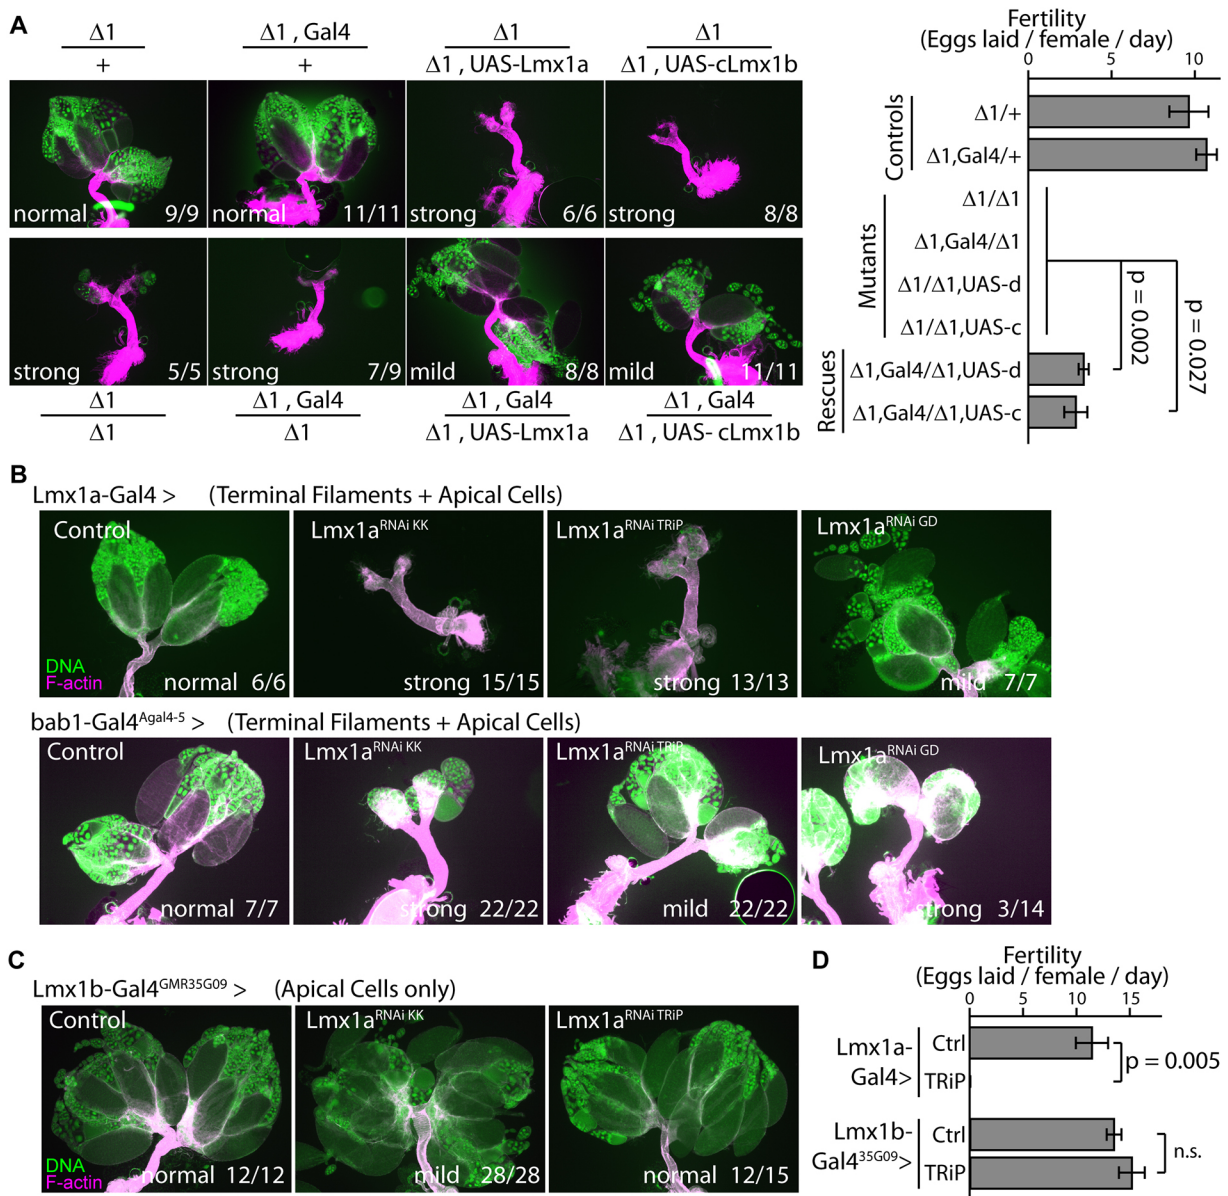 A
Δ1
+
Δ1 , Gal4
+
Δ1
Δ1 , UAS-Lmx1a
Δ1
Δ1 , UAS-cLmx1b
normal 9/9
normal 11/11
strong 6/6
strong 8/8
strong 5/5
strong 7/9
mild 8/8
mild 11/11
Δ1
Δ1
Δ1 , Gal4
Δ1
Δ1 , Gal4
Δ1 , UAS-Lmx1a
Δ1 , Gal4
Δ1 , UAS- cLmx1b
Fertility
(Eggs laid / female / day)
0 5 10
Controls
Δ1/+
Δ1,Gal4/+
Mutants
Δ1/Δ1
Δ1,Gal4/Δ1
Δ1/Δ1,UAS-d
Δ1/Δ1,UAS-c
Rescues
Δ1,Gal4/Δ1,UAS-d
Δ1,Gal4/Δ1,UAS-c
p = 0.002
p = 0.027
B
Lmx1a-Gal4 > (Terminal Filaments + Apical Cells)
Control
DNA
F-actin
normal 6/6
Lmx1a RNAi KK
strong 15/15
Lmx1a RNAi TRiP
strong 13/13
Lmx1a RNAi GD
mild 7/7
bab1-Gal4 Agal4-5 > (Terminal Filaments + Apical Cells)
Control
normal 7/7
Lmx1a RNAi KK
strong 22/22
Lmx1a RNAi TRiP
mild 22/22
Lmx1a RNAi GD
strong 3/14
C
Lmx1b-Gal4 GMR35G09 > (Apical Cells only)
Control
DNA
F-actin
normal 12/12
Lmx1a RNAi KK
mild 28/28
Lmx1a RNAi TRiP
normal 12/15
D
Fertility
(Eggs laid / female / day)
0 5 10 15
Lmx1a-
Gal4>
Ctrl
TRiP
p = 0.005
Lmx1b-
Gal4 35G09 >
Ctrl
TRiP
n.s.